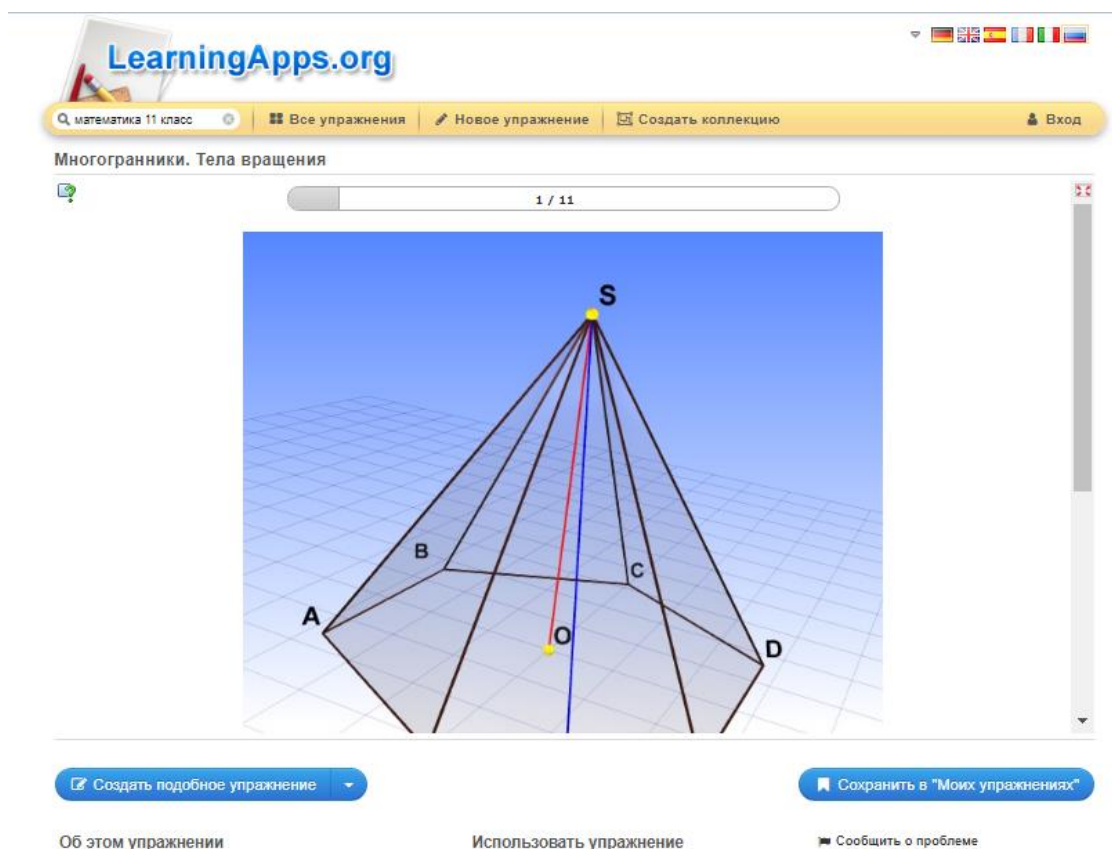 LearningApps.org
математика 11 класс
Все упражнения
Новое упражнение
Создать коллекцию
Вход
Многогранники. Тела вращения
1 / 11
S
B
C
A
O
D
Создать подобное упражнение
Сохранить в "Моих упражнениях"
Об этом упражнении
Использовать упражнение
Сообщить о проблеме